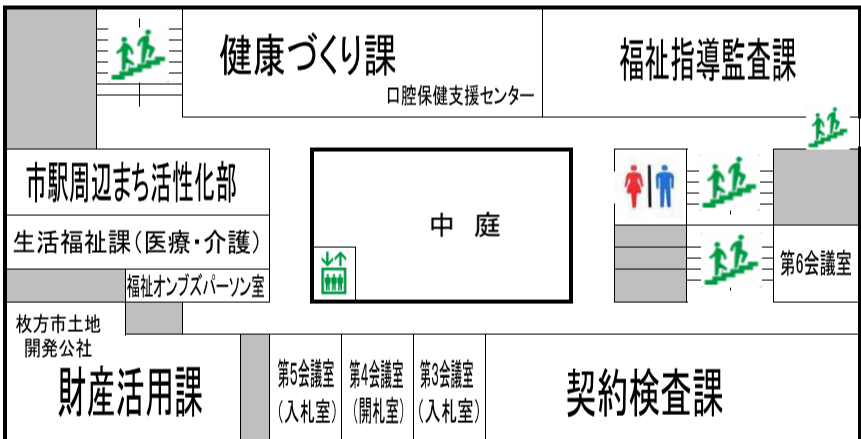 健康づくり課
口腔保健支援センター
福祉指導監査課
市駅周辺まち活性化部
生活福祉課(医療・介護)
福祉オンブズパーソン室
中庭
第6会議室
枚方市土地
開発公社
財産活用課
第5会議室
(入札室)
第4会議室
(開札室)
第3会議室
(入札室)
契約検査課